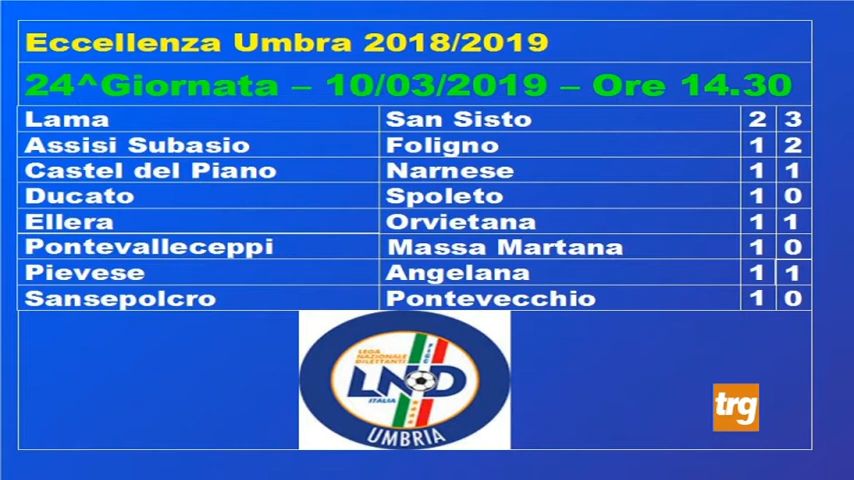 Eccellenza Umbra 2018/2019
24^Giornata – 10/03/2019 – Ore 14.30
Lama San Sisto 2 3
Assisi Subasio Foligno 1 2
Castel del Piano Narnese 1 1
Ducato Spoleto 1 0
Ellera Orvietana 1 1
Pontevalleceppi Massa Martana 1 0
Pievese Angelana 1 1
Sansepolcro Pontevecchio 1 0
LEGA
NAZIONALE
DILETTANTI
FIGC
LND
ITALIA
UMBRIA
trg